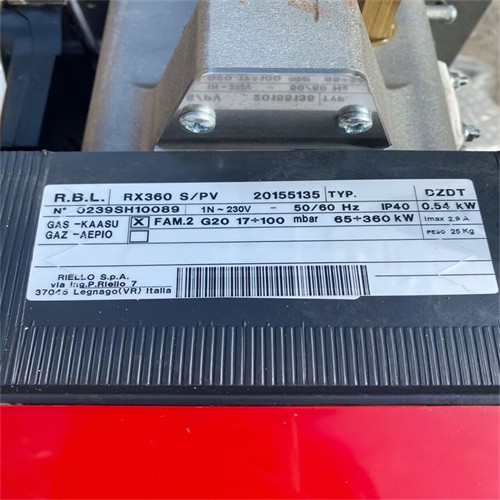 R.B.L. RX360 S/PV 20155135 TYP. DZDT
N° 0239SH10089 1N~230V - 50/60 Hz IP40 0.54 kW
GAS -KAASU X FAM.2 G20 17÷100 mbar 65÷360 kW Imax 2.9 A
GAZ -AEPIO PESO 25 Kg
RIELLO S.p.A.
via Ing.P.Riello 7
37045 Legnago(VR) Italia